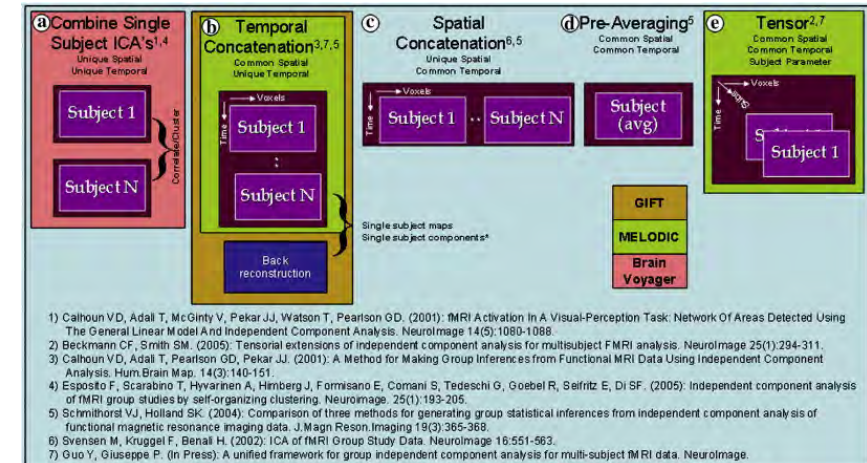 a Combine Single
Subject ICA's1,4
Unique Spatial
Unique Temporal
Subject 1
Subject N
Correlate/Cluster
b Temporal
Concatenation3,7,5
Common Spatial
Unique Temporal
Voxels
Time
Subject 1
:
Subject N
Back
reconstruction
Single subject maps
Single subject components*
c Spatial
Concatenation6,5
Unique Spatial
Common Temporal
Voxels
Time
Subject 1 .. Subject N
d Pre-Averaging5
Common Spatial
Common Temporal
Subject
(avg)
e Tensor2,7
Common Spatial
Common Temporal
Subject Parameter
Voxels
Time
Subject 1
GIFT
MELODIC
Brain
Voyager
1) Calhoun VD, Adali T, McGinty V, Pekar JJ, Watson T, Pearlson GD. (2001): fMRI Activation In A Visual-Perception Task: Network Of Areas Detected Using
The General Linear Model And Independent Component Analysis. NeuroImage 14(5):1080-1088.
2) Beckmann CF, Smith SM. (2005): Tensorial extensions of independent component analysis for multisubject FMRI analysis. NeuroImage 25(1):294-311.
3) Calhoun VD, Adali T, Pearlson GD, Pekar JJ. (2001): A Method for Making Group Inferences from Functional MRI Data Using Independent Component
Analysis. Hum.Brain Map. 14(3):140-151.
4) Esposito F, Scarabino T, Hyvarinen A, Himberg J, Formisano E, Comani S, Tedeschi G, Goebel R, Seifritz E, Di SF. (2005): Independent component analysis
of fMRI group studies by self-organizing clustering. Neuroimage. 25(1):193-205.
5) Schmithorst VJ, Holland SK. (2004): Comparison of three methods for generating group statistical inferences from independent component analysis of
functional magnetic resonance imaging data. J.Magn Reson.Imaging 19(3):365-368.
6) Svensen M, Kruggel F, Benali H. (2002): ICA of fMRI Group Study Data. NeuroImage 16:551-563.
7) Guo Y, Giuseppe P. (In Press): A unified framework for group independent component analysis for multi-subject fMRI data. NeuroImage.